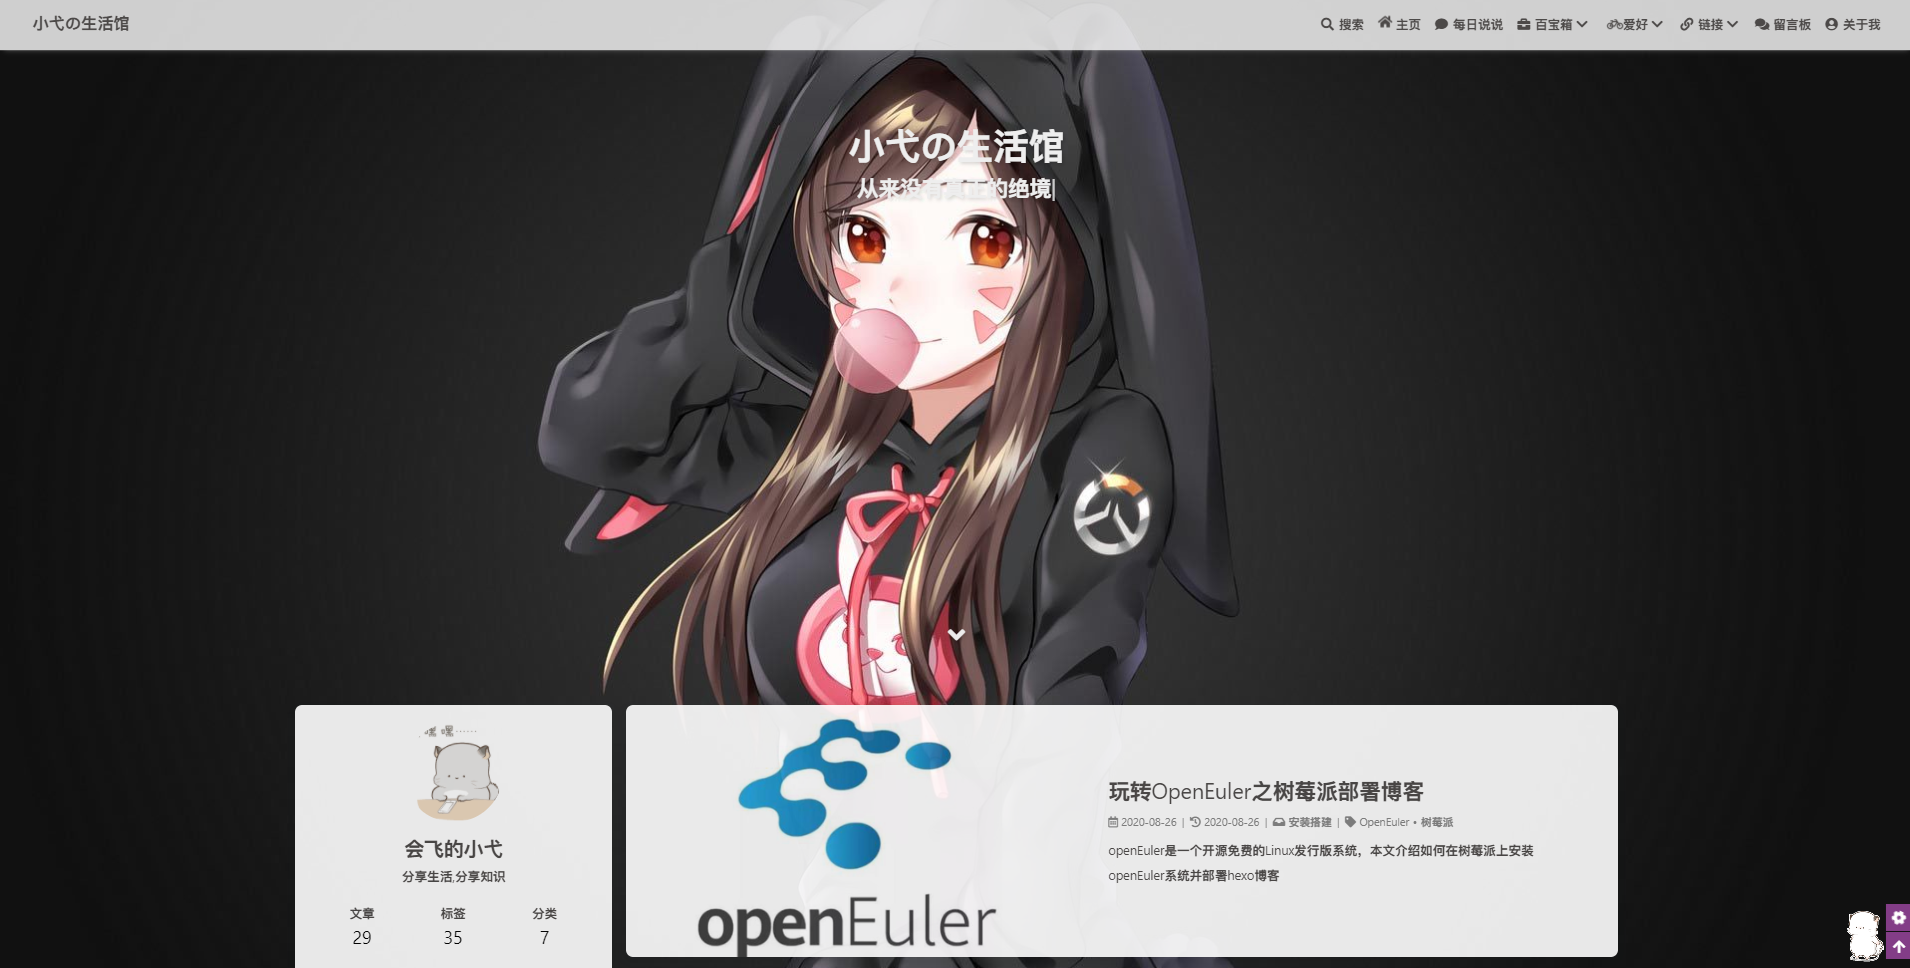 小弋の生活馆
搜索 主页 每日说说 百宝箱 爱好 链接 留言板 关于我
小弋の生活馆
从来没有真正的绝境|
嘿嘿……
会飞的小弋
分享生活,分享知识
文章 标签 分类
29 35 7
openEuler
玩转OpenEuler之树莓派部署博客
2020-08-26 | 2020-08-26 | 安装搭建 | OpenEuler • 树莓派
openEuler是一个开源免费的Linux发行版系统，本文介绍如何在树莓派上安装
openEuler系统并部署hexo博客